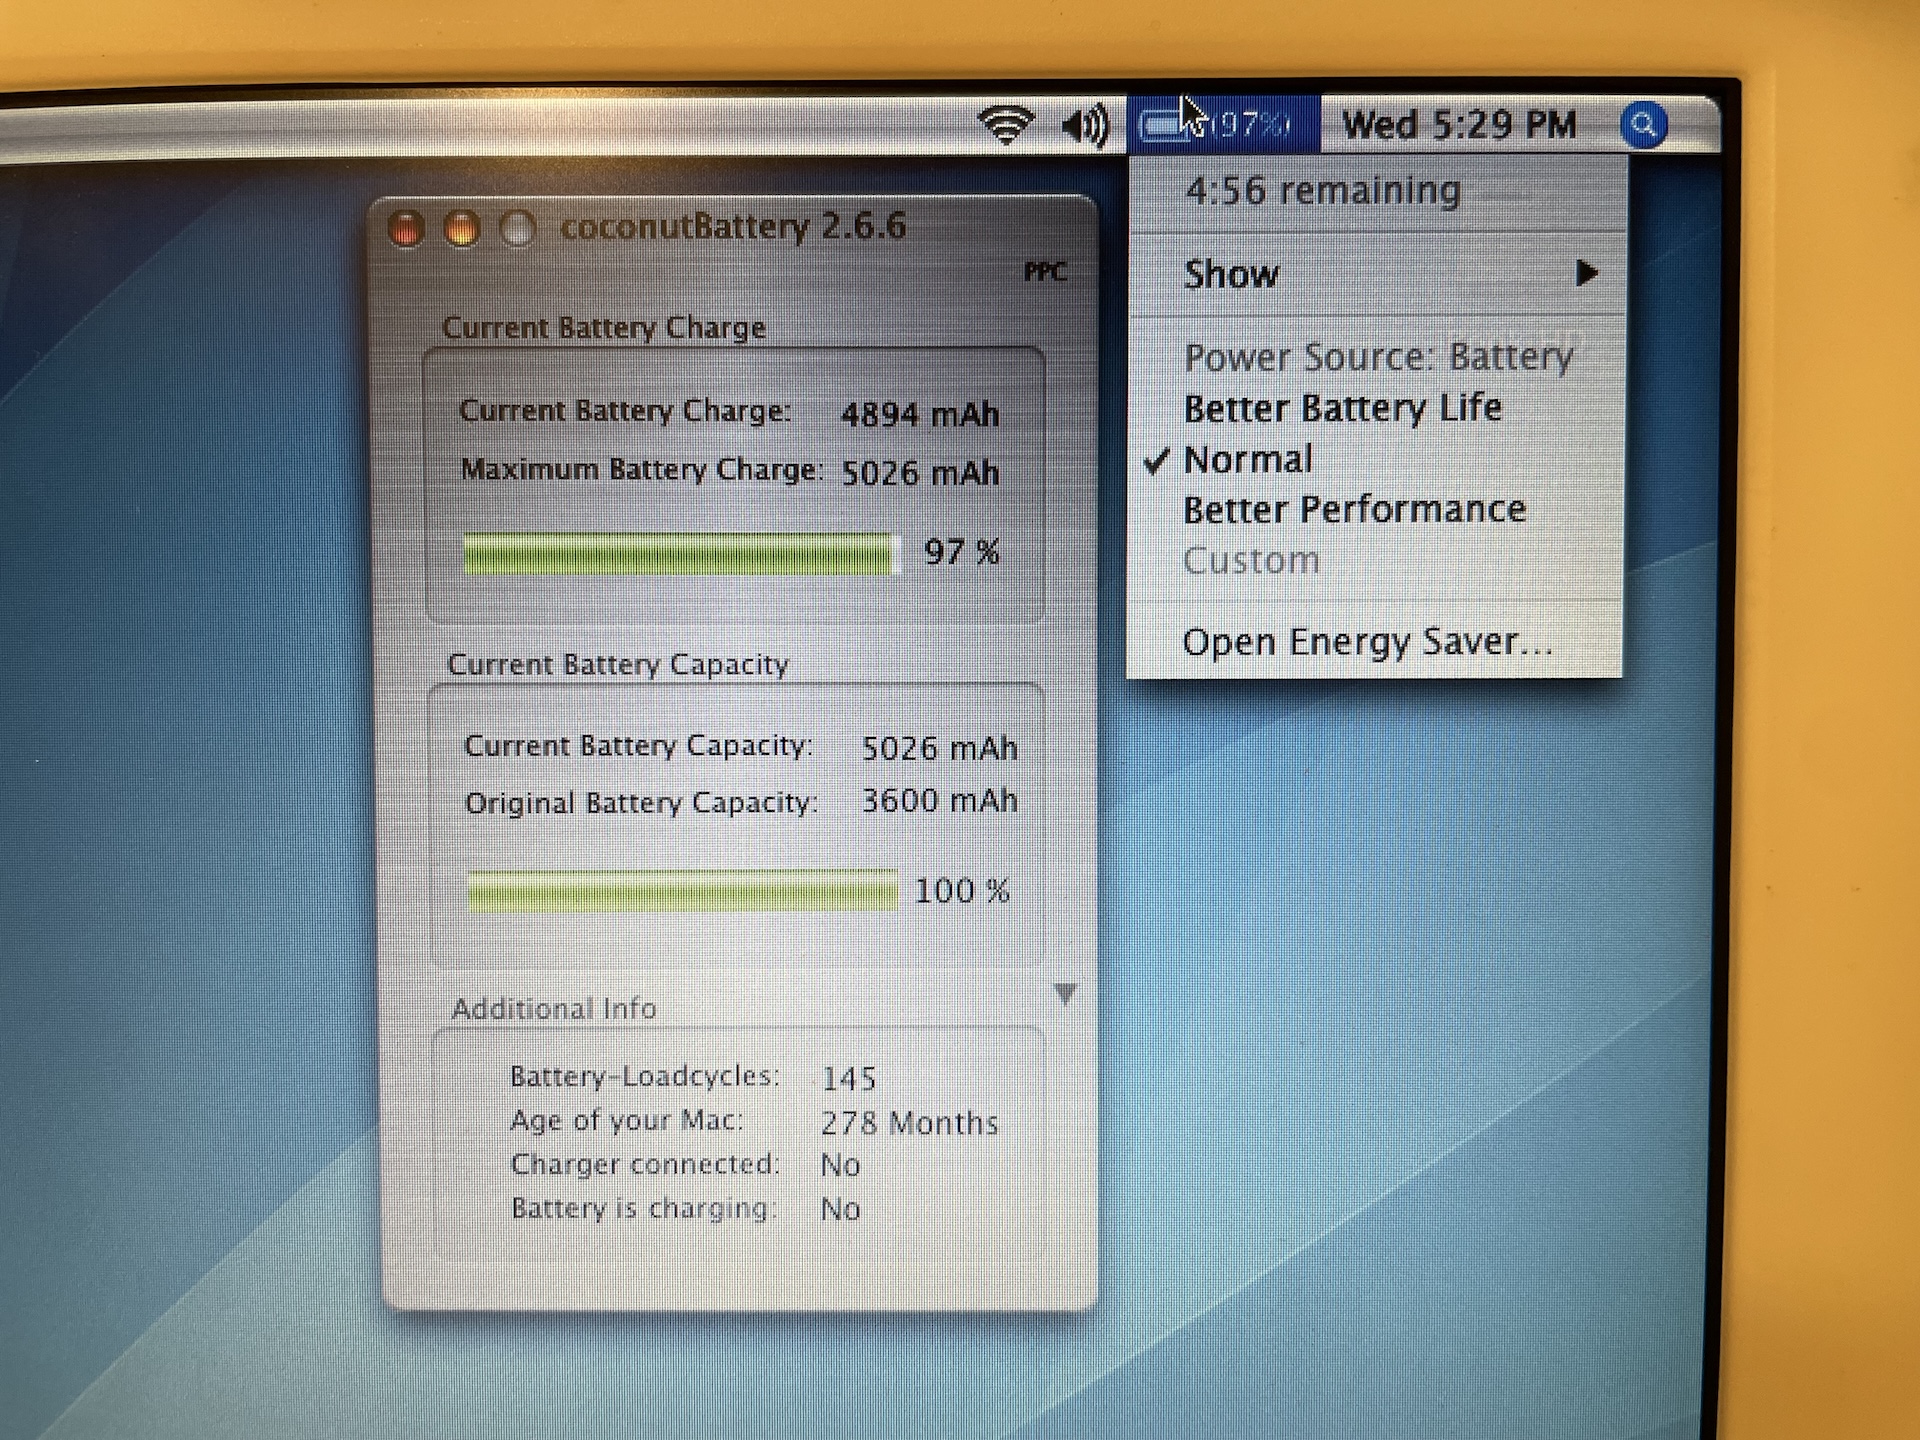 (97%) Wed 5:29 PM
4:56 remaining
Show
Power Source: Battery
Better Battery Life
✓ Normal
Better Performance
Custom
Open Energy Saver...
coconutBattery 2.6.6
PPC
Current Battery Charge
Current Battery Charge: 4894 mAh
Maximum Battery Charge: 5026 mAh
97 %
Current Battery Capacity
Current Battery Capacity: 5026 mAh
Original Battery Capacity: 3600 mAh
100 %
Additional Info
Battery-Loadcycles: 145
Age of your Mac: 278 Months
Charger connected: No
Battery is charging: No